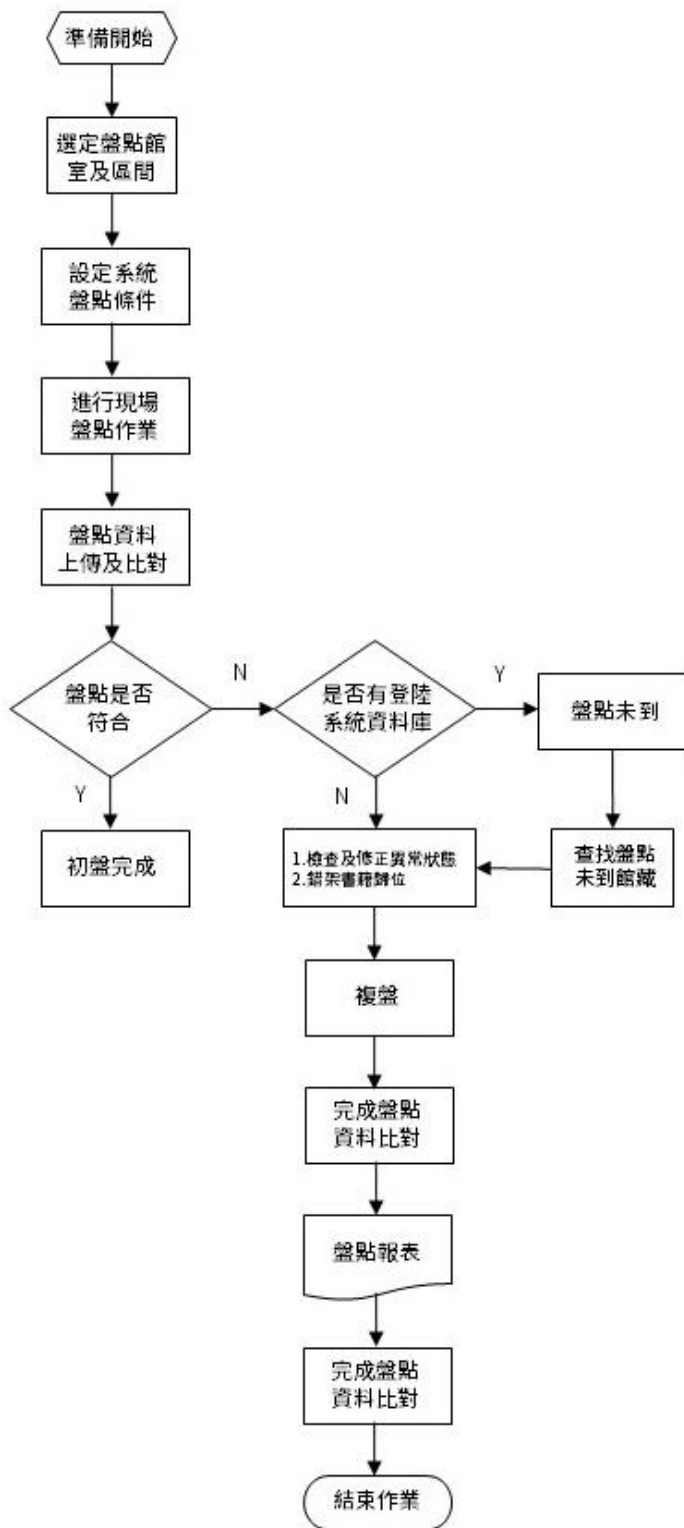 準備開始
選定盤點館
室及區間
設定系統
盤點條件
進行現場
盤點作業
盤點資料
上傳及比對
盤點是否
符合
N
是否有登陸
系統資料庫
Y
盤點未到
Y
N
初盤完成
1.檢查及修正異常狀態
2.錯架書籍歸位
查找盤點
未到館藏
複盤
完成盤點
資料比對
盤點報表
完成盤點
資料比對
結束作業